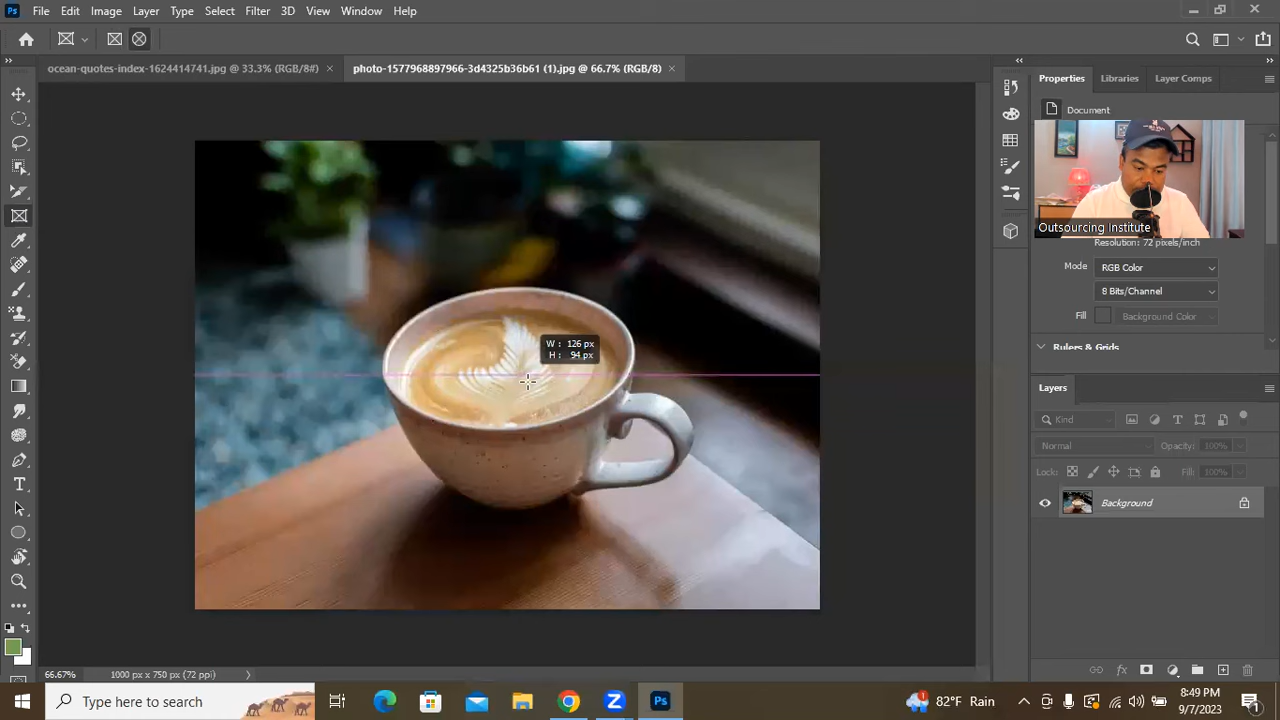 Ps File Edit Image Layer Type Select Filter 3D View Window Help
ocean-quotes-index-1624414741.jpg @ 33.3% (RGB/8#) ×
photo-1577968897966-3d4325b36b61 (1).jpg @ 66.7% (RGB/8) ×
Properties Libraries Layer Comps
Document
Outsourcing Institute
Resolution: 72 pixels/inch
Mode RGB Color
8 Bits/Channel
Fill Background Color
Rulers & Grids
W: 126 px
H: 94 px
Layers
Kind
Normal Opacity: 100%
Lock: Fill: 100%
Background
66.67% 1000 px x 750 px (72 ppi)
Type here to search
Ps
82°F Rain
8:49 PM
9/7/2023